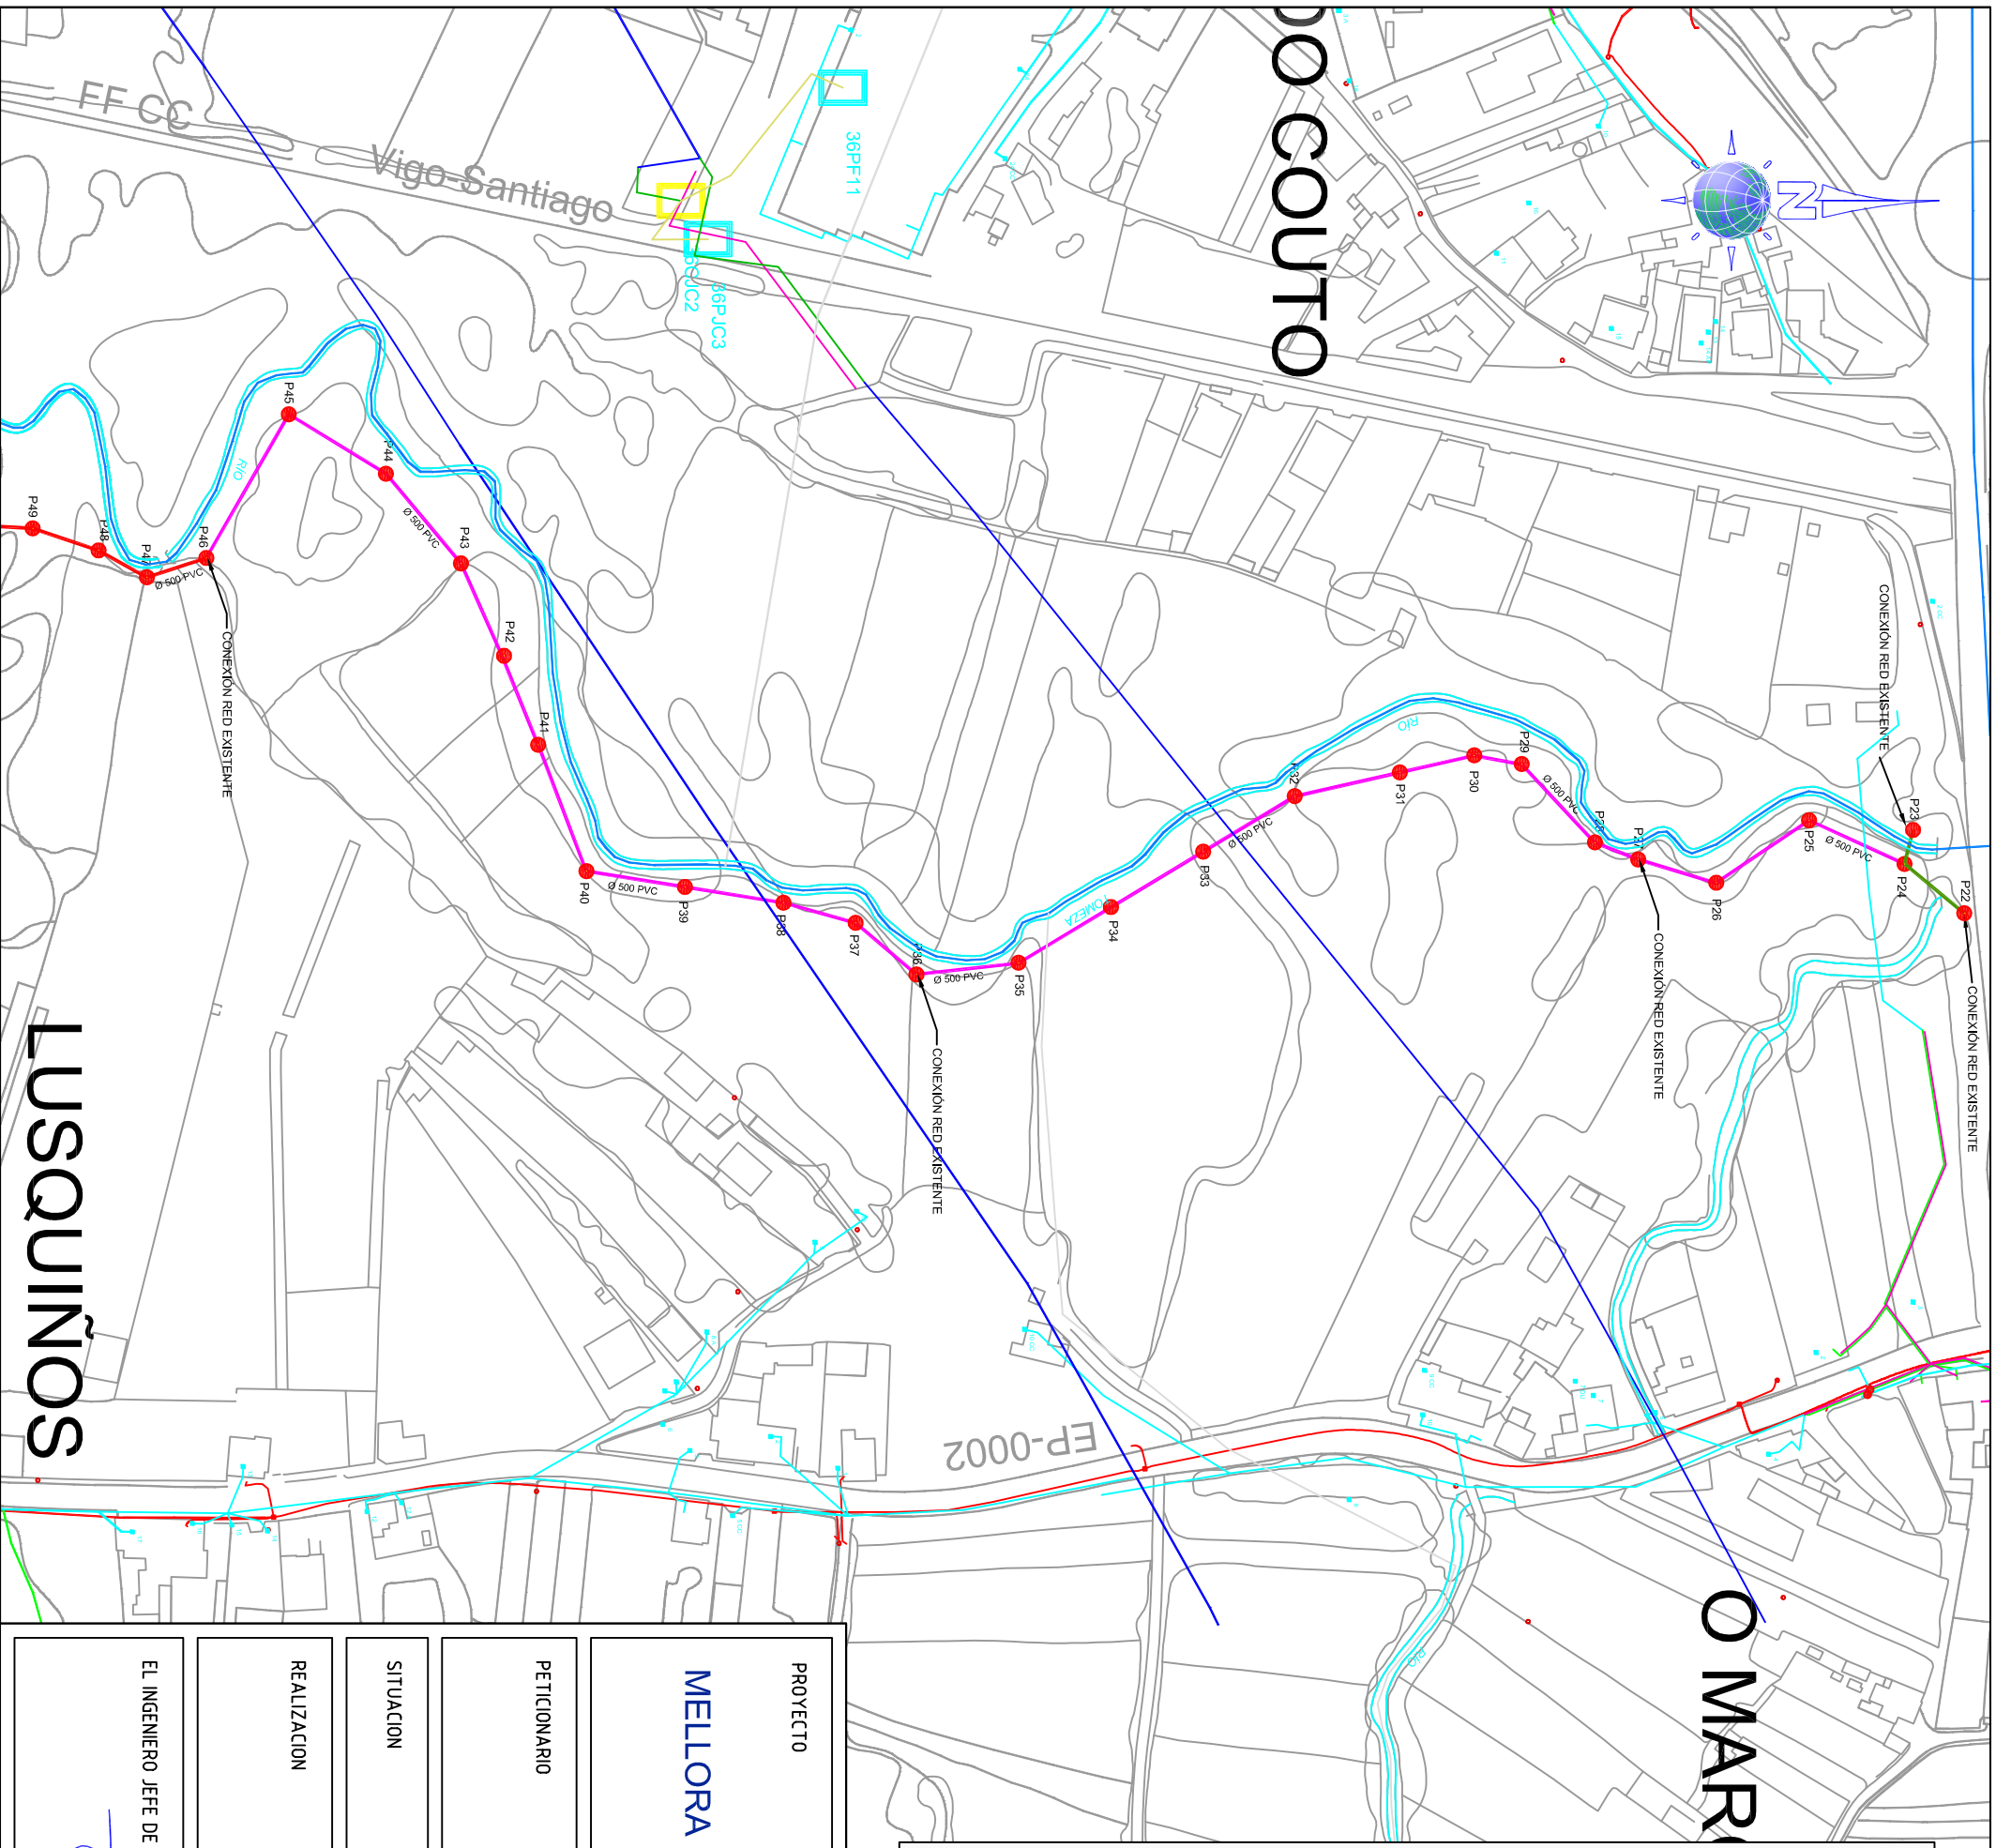 DO COUTO
FF CC
Vigo-Santiago
36PF11
36PJC3
N
CONEXIÓN RED EXISTENTE
P22
P23
P24
CONEXIÓN RED EXISTENTE
Ø 500 PVC
P25
P26
P27
CONEXIÓN RED EXISTENTE
P28
Ø 500 PVC
P29
P30
P31
RÍO
P32
Ø 500 PVC
P33
P34
TOMEZA
P35
Ø 500 PVC
P36
CONEXIÓN RED EXISTENTE
P37
P38
P39
Ø 500 PVC
P40
P41
P42
P43
Ø 500 PVC
P44
P45
RÍO
P46
CONEXIÓN RED EXISTENTE
Ø 500 PVC
P47
P48
P49
EP-0002
RÍO
LUSQUIÑOS
O MARC
PROYECTO
MELLORA
PETICIONARIO
SITUACION
REALIZACION
EL INGENIERO JEFE DE